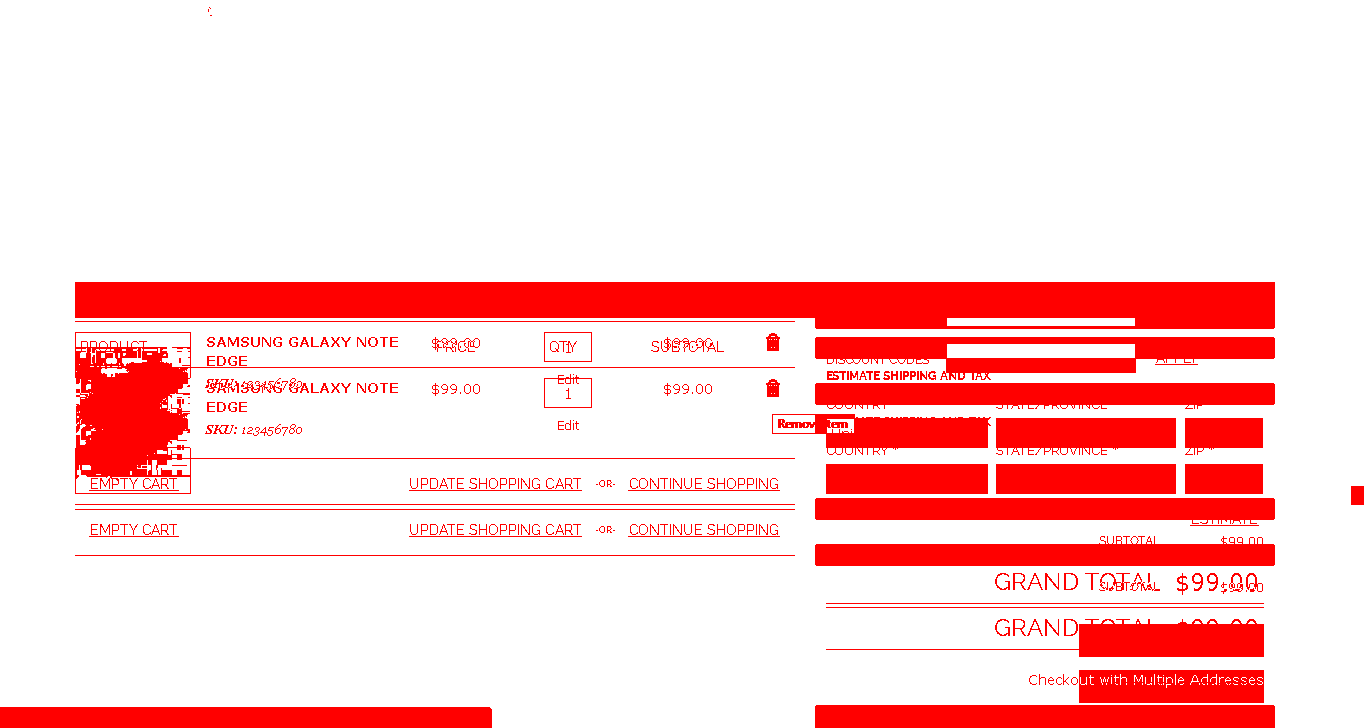 PRODUCT
SAMSUNG GALAXY NOTE
EDGE
$99.00
PRICE
QTY
1
$99.00
SUBTOTAL
SKU: 123456780
Edit
SAMSUNG GALAXY NOTE
EDGE
$99.00
1
$99.00
SKU: 123456780
Edit
Remove Item
EMPTY CART
UPDATE SHOPPING CART
-OR-
CONTINUE SHOPPING
EMPTY CART
UPDATE SHOPPING CART
-OR-
CONTINUE SHOPPING
DISCOUNT CODES
APPLY
ESTIMATE SHIPPING AND TAX
COUNTRY
STATE/PROVINCE
ZIP
ESTIMATE SHIPPING AND TAX
COUNTRY *
STATE/PROVINCE *
ZIP *
ESTIMATE
SUBTOTAL $99.00
GRAND TOTAL $99.00
SUBTOTAL $99.00
GRAND TOTAL $99.00
Checkout with Multiple Addresses